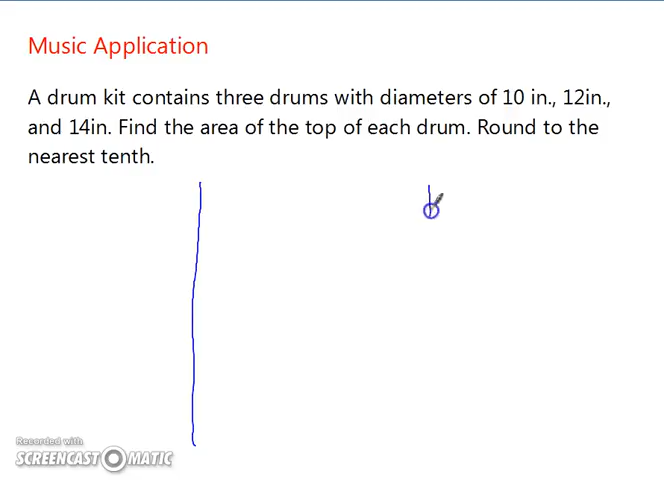 Music Application
A drum kit contains three drums with diameters of 10 in., 12in.,
and 14in. Find the area of the top of each drum. Round to the
nearest tenth.
Recorded with
SCREENCAST O MATIC